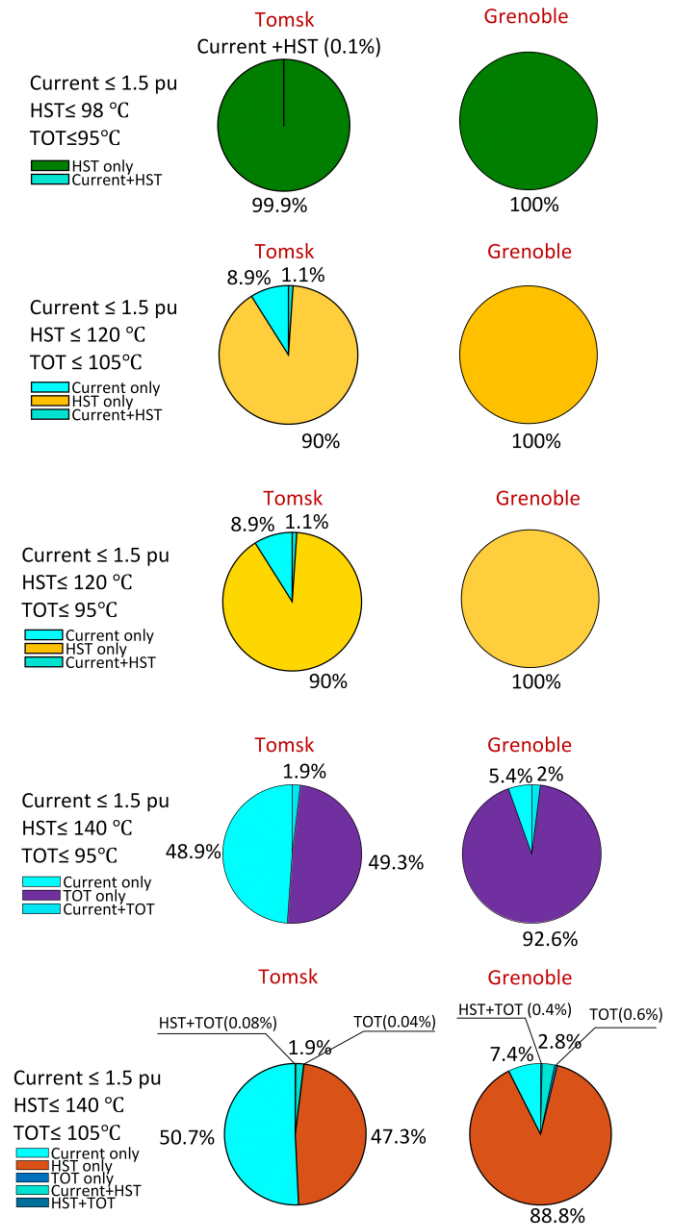 Tomsk
Grenoble
Current +HST (0.1%)
Current ≤ 1.5 pu
HST≤ 98 ℃
TOT≤95℃
HST only
Current+HST
99.9%
100%
Tomsk
Grenoble
8.9%
1.1%
Current ≤ 1.5 pu
HST ≤ 120 ℃
TOT ≤ 105℃
Current only
HST only
Current+HST
90%
100%
Tomsk
Grenoble
8.9%
1.1%
Current ≤ 1.5 pu
HST≤ 120 ℃
TOT≤ 95℃
Current only
HST only
Current+HST
90%
100%
Tomsk
Grenoble
1.9%
5.4%
2%
Current ≤ 1.5 pu
HST≤ 140 ℃
TOT≤ 95℃
Current only
TOT only
Current+TOT
48.9%
49.3%
92.6%
Tomsk
Grenoble
HST+TOT(0.08%)
TOT(0.04%)
1.9%
HST+TOT (0.4%)
TOT(0.6%)
7.4%
2.8%
Current ≤ 1.5 pu
HST≤ 140 ℃
TOT≤ 105℃
Current only
HST only
TOT only
Current+HST
HST+TOT
50.7%
47.3%
88.8%